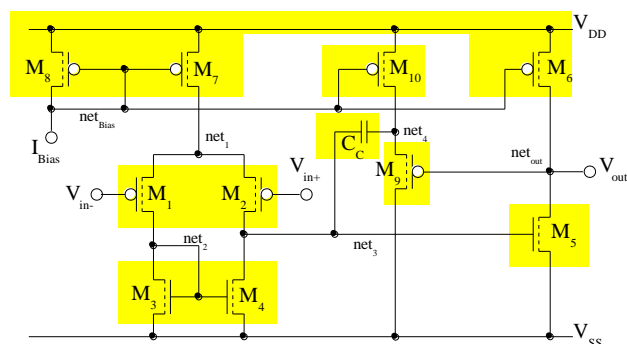 V_DD
M_8
M_7
M_10
M_6
net_Bias
I_Bias
net_1
C_C
net_4
net_out
V_in-
M_1
M_2
V_in+
M_9
V_out
net_2
net_3
M_5
M_3
M_4
V_SS